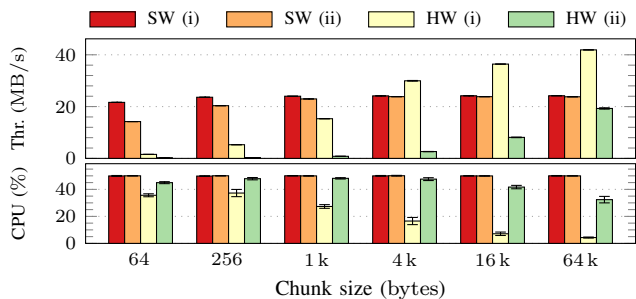 SW (i) SW (ii) HW (i) HW (ii)
Thr. (MB/s)
40
20
0
CPU (%)
40
20
0
64 256 1 k 4 k 16 k 64 k
Chunk size (bytes)